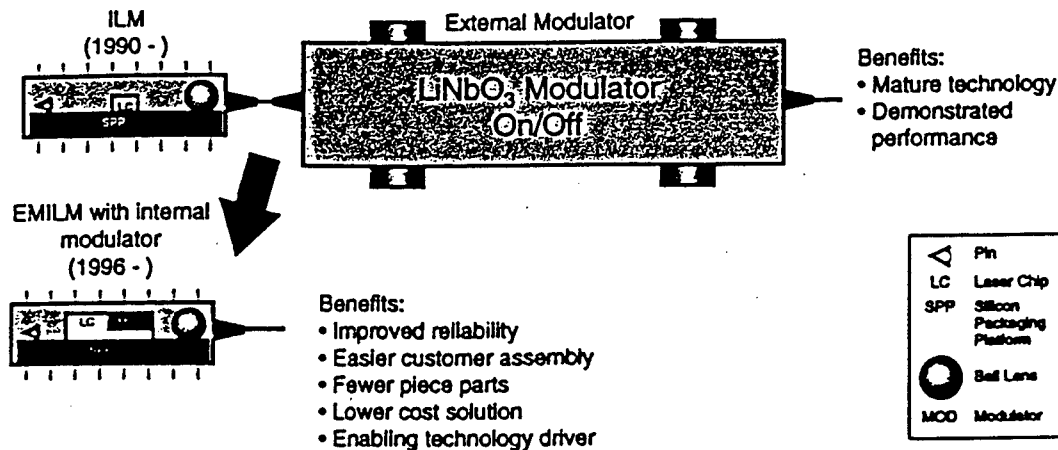 ILM
(1990 - )
LC
SPP
External Modulator
LiNbO3 Modulator
On/Off
Benefits:
• Mature technology
• Demonstrated
performance
EMILM with internal
modulator
(1996 - )
LC
Benefits:
• Improved reliability
• Easier customer assembly
• Fewer piece parts
• Lower cost solution
• Enabling technology driver
Pin
LC Laser Chip
SPP Silicon
Packaging
Platform
Ball Lens
MOD Modulator